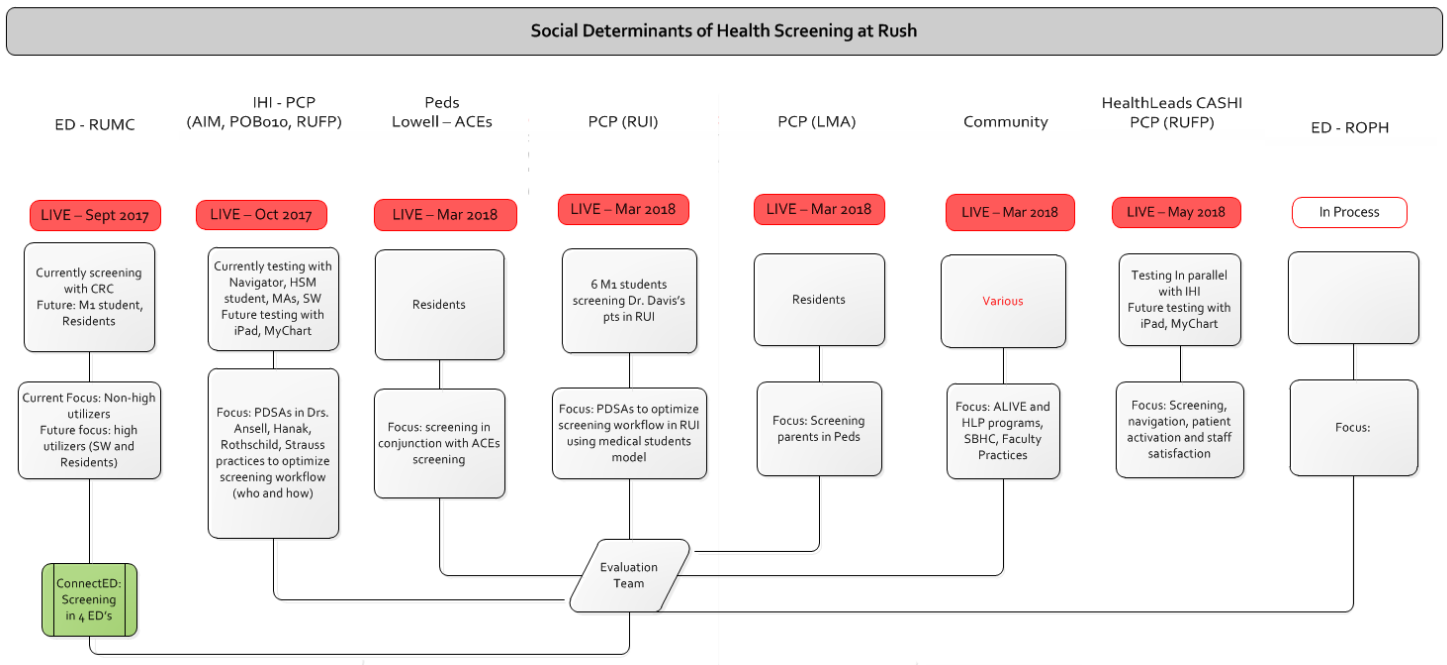 Social Determinants of Health Screening at Rush
ED - RUMC
IHI - PCP
(AIM, POB010, RUFP)
Peds
Lowell – ACEs
PCP (RUI)
PCP (LMA)
Community
HealthLeads CASHI
PCP (RUFP)
ED - ROPH
LIVE – Sept 2017
LIVE – Oct 2017
LIVE – Mar 2018
LIVE – Mar 2018
LIVE – Mar 2018
LIVE – Mar 2018
LIVE – May 2018
In Process
Currently screening
with CRC
Future: M1 student,
Residents
Currently testing with
Navigator, HSM
student, MAs, SW
Future testing with
iPad, MyChart
Residents
6 M1 students
screening Dr. Davis's
pts in RUI
Residents
Various
Testing In parallel
with IHI
Future testing with
iPad, MyChart
Current Focus: Non-high
utilizers
Future focus: high
utilizers (SW and
Residents)
Focus: PDSAs in Drs.
Ansell, Hanak,
Rothschild, Strauss
practices to optimize
screening workflow
(who and how)
Focus: screening in
conjunction with ACEs
screening
Focus: PDSAs to optimize
screening workflow in RUI
using medical students
model
Focus: Screening
parents in Peds
Focus: ALIVE and
HLP programs,
SBHC, Faculty
Practices
Focus: Screening,
navigation, patient
activation and staff
satisfaction
Focus:
ConnectED:
Screening
in 4 ED's
Evaluation
Team